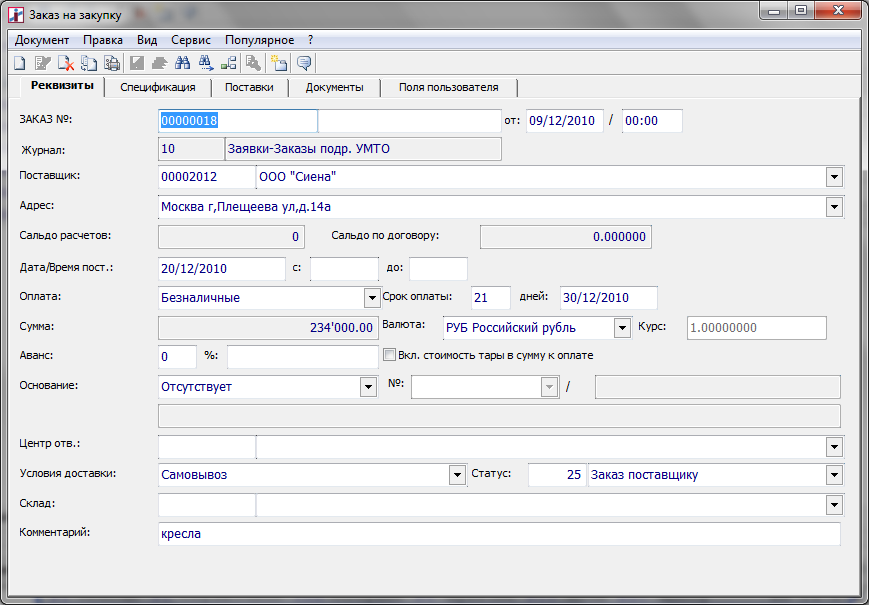 Заказ на закупку
Документ Правка Вид Сервис Популярное ?
Реквизиты Спецификация Поставки Документы Поля пользователя
ЗАКАЗ №: 00000018 от: 09/12/2010 / 00:00
Журнал: 10 Заявки-Заказы подр. УМТО
Поставщик: 00002012 ООО "Сиена"
Адрес: Москва г,Плещеева ул,д.14а
Сальдо расчетов: 0 Сальдо по договору: 0.000000
Дата/Время пост.: 20/12/2010 с: до:
Оплата: Безналичные Срок оплаты: 21 дней: 30/12/2010
Сумма: 234'000.00 Валюта: РУБ Российский рубль Курс: 1.00000000
Аванс: 0 %: Вкл. стоимость тары в сумму к оплате
Основание: Отсутствует №: /
Центр отв.:
Условия доставки: Самовывоз Статус: 25 Заказ поставщику
Склад:
Комментарий: кресла